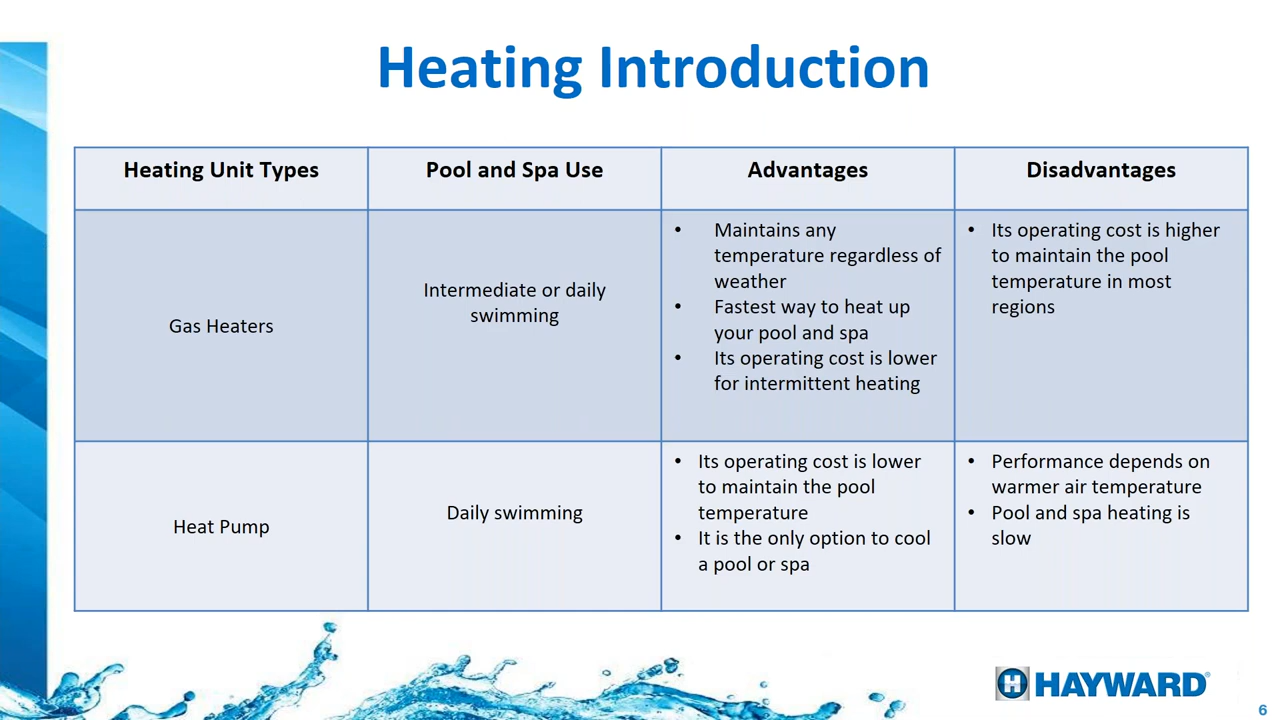 Heating Introduction
Heating Unit Types
Pool and Spa Use
Advantages
Disadvantages
Gas Heaters
Intermediate or daily
swimming
• Maintains any
temperature regardless of
weather
• Fastest way to heat up
your pool and spa
• Its operating cost is lower
for intermittent heating
• Its operating cost is higher
to maintain the pool
temperature in most
regions
Heat Pump
Daily swimming
• Its operating cost is lower
to maintain the pool
temperature
• It is the only option to cool
a pool or spa
• Performance depends on
warmer air temperature
• Pool and spa heating is
slow
H HAYWARD®
6